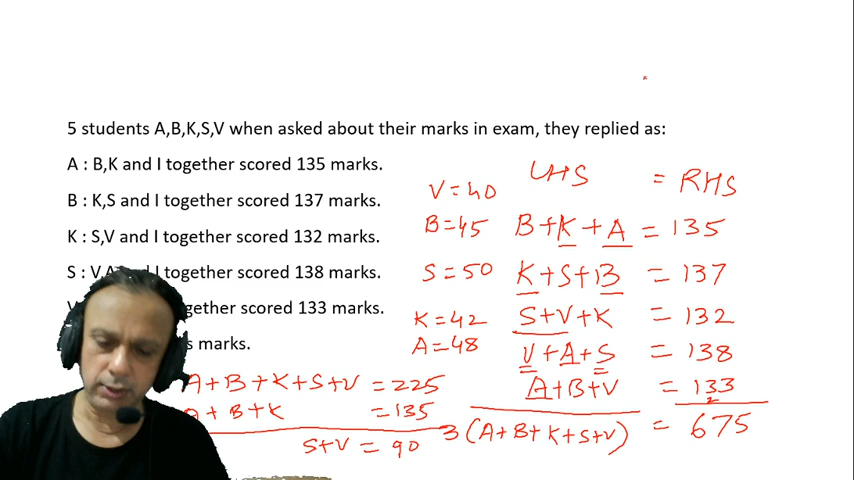 5 students A,B,K,S,V when asked about their marks in exam, they replied as:
A : B,K and I together scored 135 marks.
B : K,S and I together scored 137 marks.
K : S,V and I together scored 132 marks.
S : V,A and I together scored 138 marks.
gether scored 133 marks.
s marks.
A+B+K+S+V = 225
A+B+K = 135
S+V = 90
V=40
B=45
S=50
K=42
A=48
LHS = RHS
B+K+A = 135
K+S+B = 137
S+V+K = 132
V+A+S = 138
A+B+V = 133
2
3(A+B+K+S+V) = 675